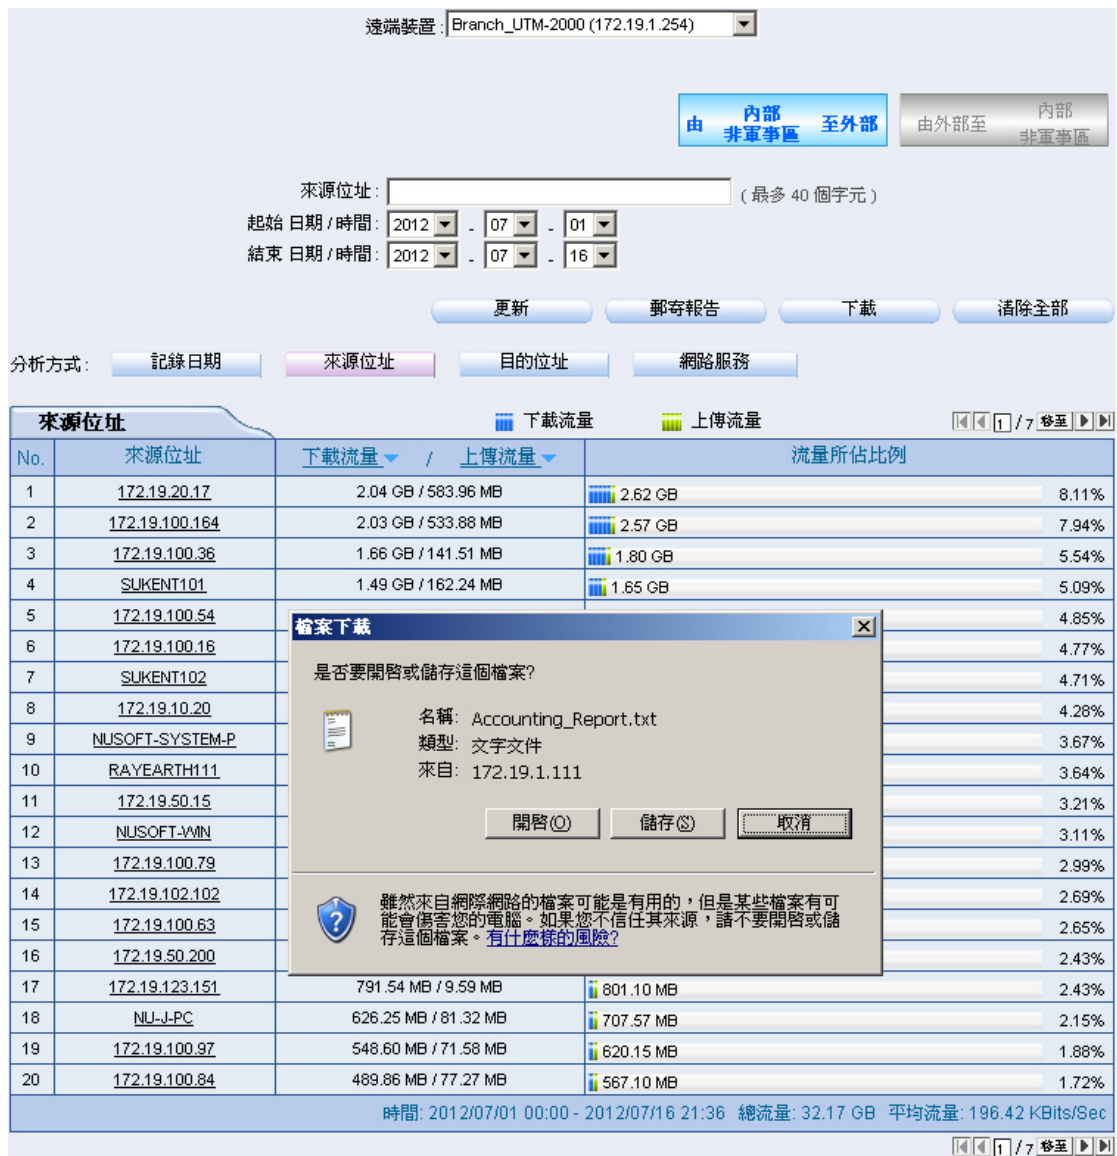 遠端裝置 : Branch_UTM-2000 (172.19.1.254)
由 內部 非軍事區 至外部
由外部至 內部 非軍事區
來源位址 : ( 最多 40 個字元 )
起始 日期 / 時間 : 2012 - 07 - 01
結束 日期 / 時間 : 2012 - 07 - 16
更新 郵寄報告 下載 清除全部
分析方式 : 記錄日期 來源位址 目的位址 網路服務
來源位址 下載流量 上傳流量 1 / 7 移至
No. 來源位址 下載流量 / 上傳流量 流量所佔比例
1 172.19.20.17 2.04 GB / 583.96 MB 2.62 GB 8.11%
2 172.19.100.164 2.03 GB / 533.88 MB 2.57 GB 7.94%
3 172.19.100.36 1.66 GB / 141.51 MB 1.80 GB 5.54%
4 SUKENT101 1.49 GB / 162.24 MB 1.65 GB 5.09%
5 172.19.100.54 4.85%
6 172.19.100.16 4.77%
7 SUKENT102 4.71%
8 172.19.10.20 4.28%
9 NUSOFT-SYSTEM-P 3.67%
10 RAYEARTH111 3.64%
11 172.19.50.15 3.21%
12 NUSOFT-WIN 3.11%
13 172.19.100.79 2.99%
14 172.19.102.102 2.69%
15 172.19.100.63 2.65%
16 172.19.50.200 2.43%
17 172.19.123.151 791.54 MB / 9.59 MB 801.10 MB 2.43%
18 NU-J-PC 626.25 MB / 81.32 MB 707.57 MB 2.15%
19 172.19.100.97 548.60 MB / 71.58 MB 620.15 MB 1.88%
20 172.19.100.84 489.86 MB / 77.27 MB 567.10 MB 1.72%
時間: 2012/07/01 00:00 - 2012/07/16 21:36 總流量: 32.17 GB 平均流量: 196.42 KBits/Sec
1 / 7 移至
檔案下載
是否要開啟或儲存這個檔案?
名稱: Accounting_Report.txt
類型: 文字文件
來自: 172.19.1.111
開啟(O) 儲存(S) 取消
雖然來自網際網路的檔案可能是有用的，但是某些檔案有可
能會傷害您的電腦。如果您不信任其來源，請不要開啟或儲
存這個檔案。有什麼樣的風險?